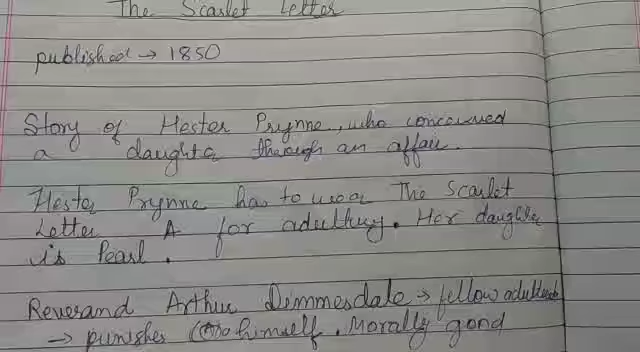 The Scarlet Letter
published → 1850
Story of Hester Prynne, who conceived
a daughter through an affair.
Hester Prynne has to wear The Scarlet
Letter A for adultery. Her daughter
is Pearl.
Reverand Arthur Dimmesdale → fellow
→ punishes himself. Morally good